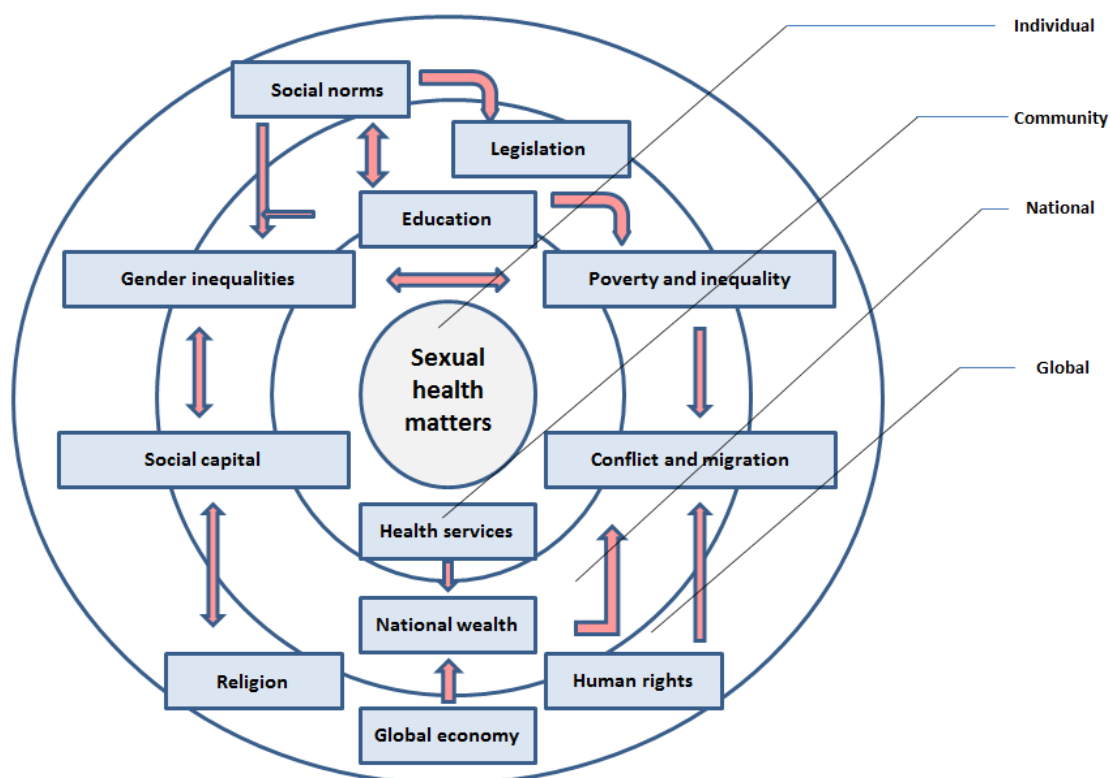 Individual
Social norms
Community
Legislation
National
Education
Gender inequalities
Poverty and inequality
Sexual
health
matters
Global
Social capital
Conflict and migration
Health services
National wealth
Religion
Human rights
Global economy